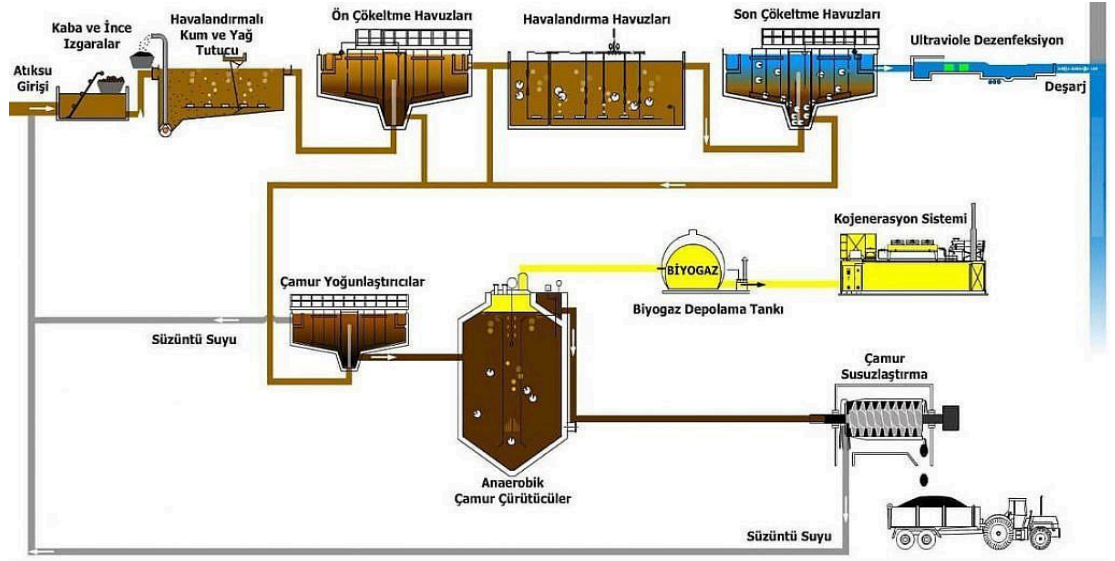 Kaba ve İnce
Izgaralar
Atıksu
Girişi
Havalandırmalı
Kum ve Yağ
Tutucu
Ön Çökeltme Havuzları
Havalandırma Havuzları
Son Çökeltme Havuzları
Ultraviole Dezenfeksiyon
Deşarj
Kojenerasyon Sistemi
BİYOGAZ
Biyogaz Depolama Tankı
Çamur Yoğunlaştırıcılar
Süzüntü Suyu
Çamur
Susuzlaştırma
Anaerobik
Çamur Çürütücüler
Süzüntü Suyu